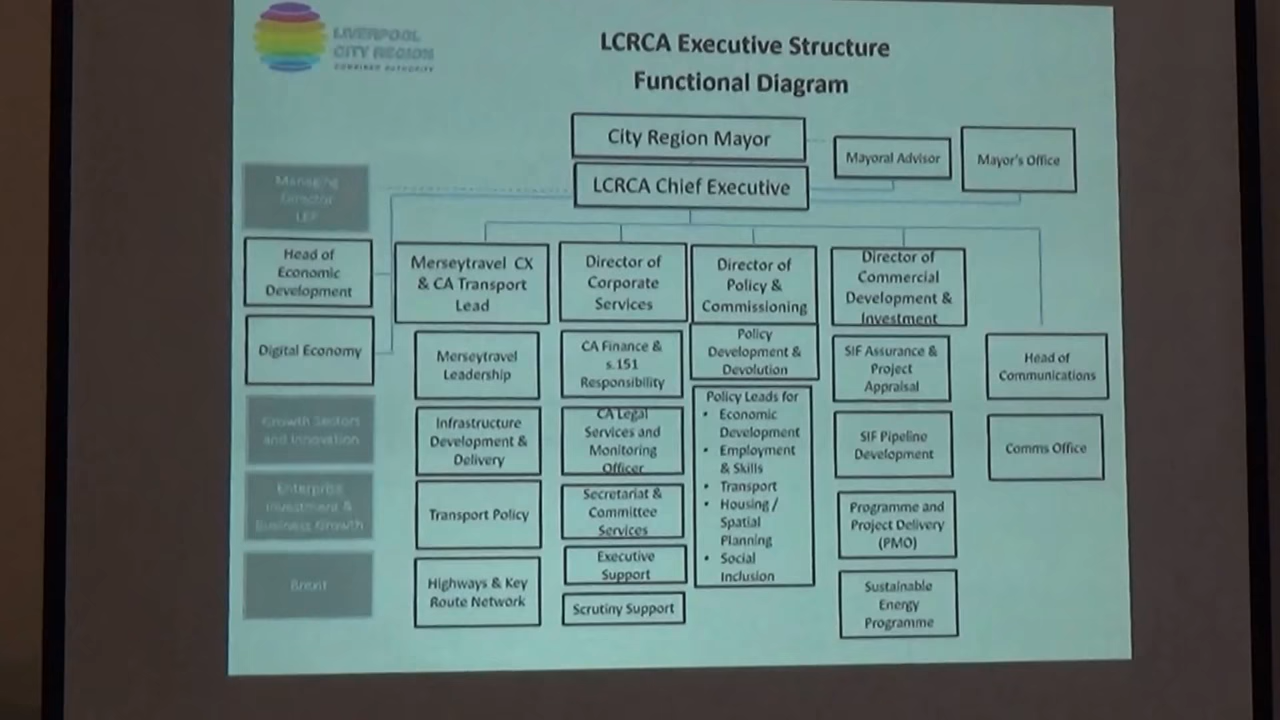 LIVERPOOL
CITY REGION
COMBINED AUTHORITY
LCRCA Executive Structure
Functional Diagram
City Region Mayor
LCRCA Chief Executive
Mayoral Advisor
Mayor's Office
Managing
Director
LEP
Head of
Economic
Development
Digital Economy
Growth Sectors
and Innovation
Enterprise
Investment &
Business Growth
Brexit
Merseytravel CX
& CA Transport
Lead
Merseytravel
Leadership
Infrastructure
Development &
Delivery
Transport Policy
Highways & Key
Route Network
Director of
Corporate
Services
CA Finance &
s.151
Responsibility
CA Legal
Services and
Monitoring
Officer
Secretariat &
Committee
Services
Executive
Support
Scrutiny Support
Director of
Policy &
Commissioning
Policy
Development &
Devolution
Policy Leads for
• Economic
Development
• Employment
& Skills
• Transport
• Housing /
Spatial
Planning
• Social
Inclusion
Director of
Commercial
Development &
Investment
SIF Assurance &
Project
Appraisal
SIF Pipeline
Development
Programme and
Project Delivery
(PMO)
Sustainable
Energy
Programme
Head of
Communications
Comms Office